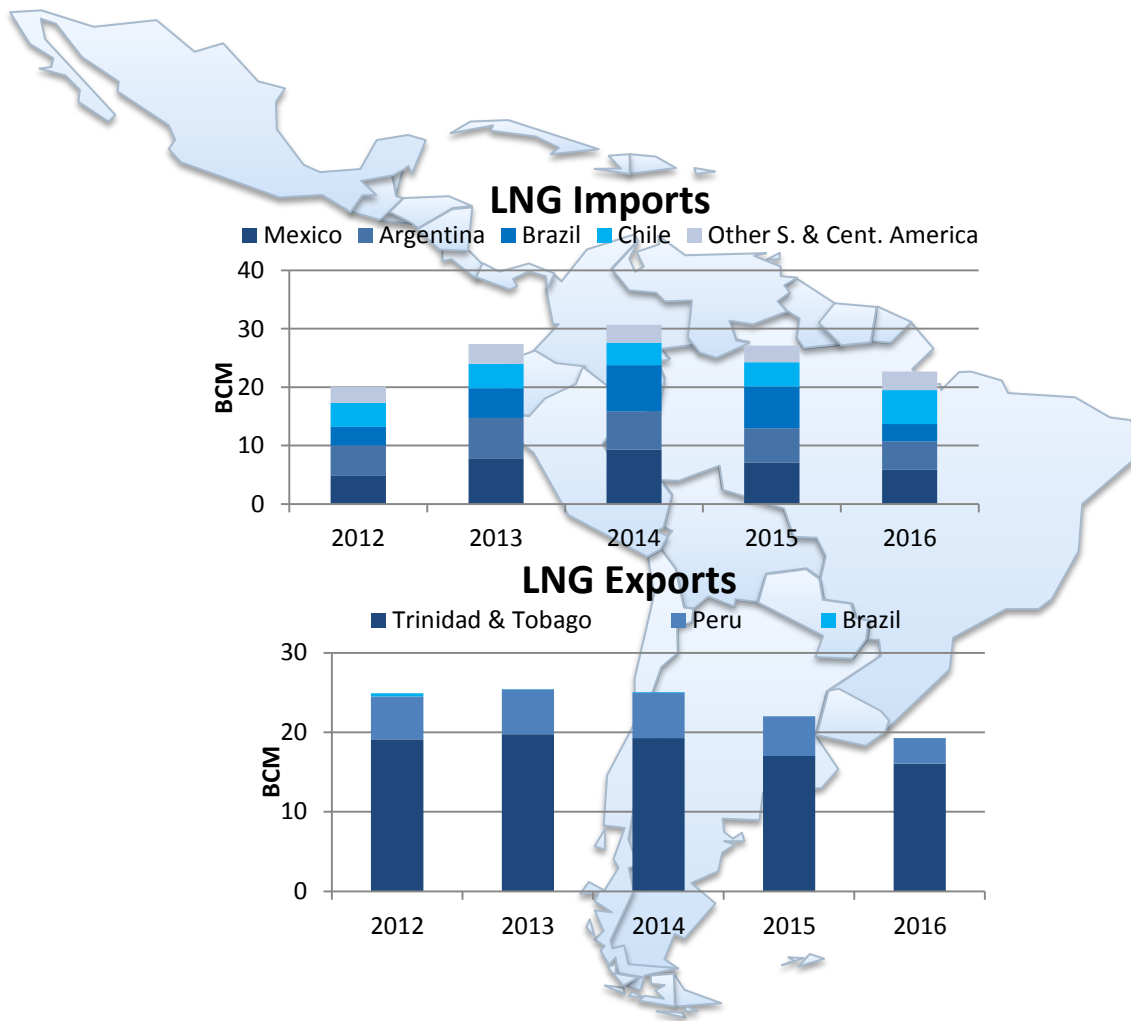 LNG Imports
Mexico Argentina Brazil Chile Other S. & Cent. America
40
30
20
10
0
BCM
2012 2013 2014 2015 2016
LNG Exports
Trinidad & Tobago Peru Brazil
30
20
10
0
BCM
2012 2013 2014 2015 2016